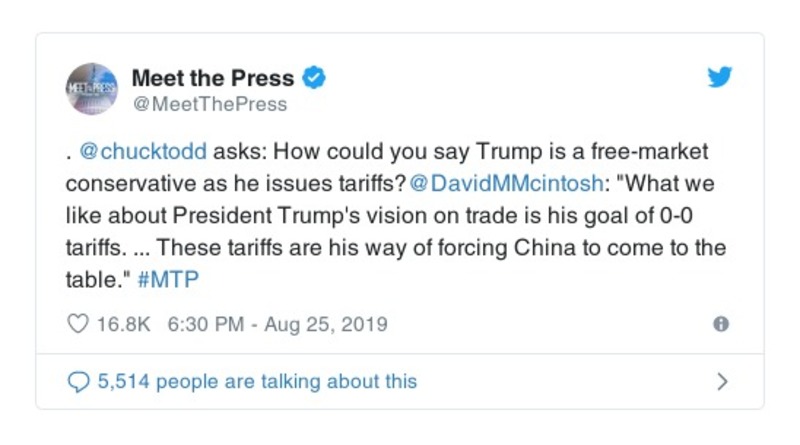 Meet the Press
@MeetThePress
. @chucktodd asks: How could you say Trump is a free-market
conservative as he issues tariffs? @DavidMMcintosh: "What we
like about President Trump's vision on trade is his goal of 0-0
tariffs. ... These tariffs are his way of forcing China to come to the
table." #MTP
16.8K 6:30 PM - Aug 25, 2019
5,514 people are talking about this